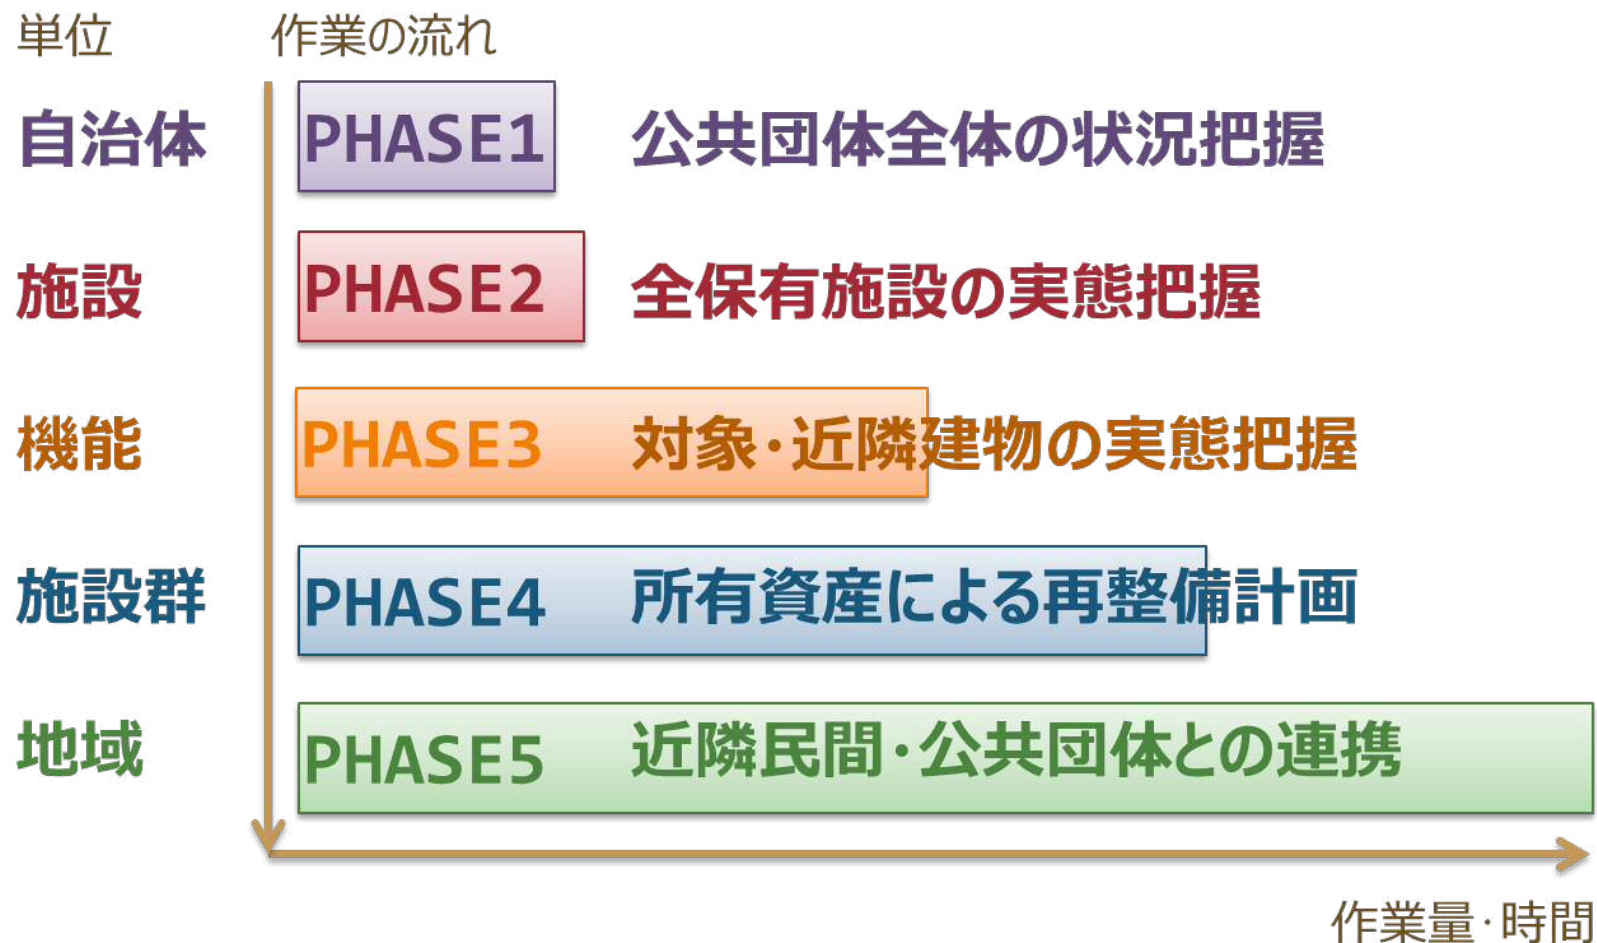 単位 作業の流れ
自治体 PHASE1 公共団体全体の状況把握
施設 PHASE2 全保有施設の実態把握
機能 PHASE3 対象・近隣建物の実態把握
施設群 PHASE4 所有資産による再整備計画
地域 PHASE5 近隣民間・公共団体との連携
作業量・時間